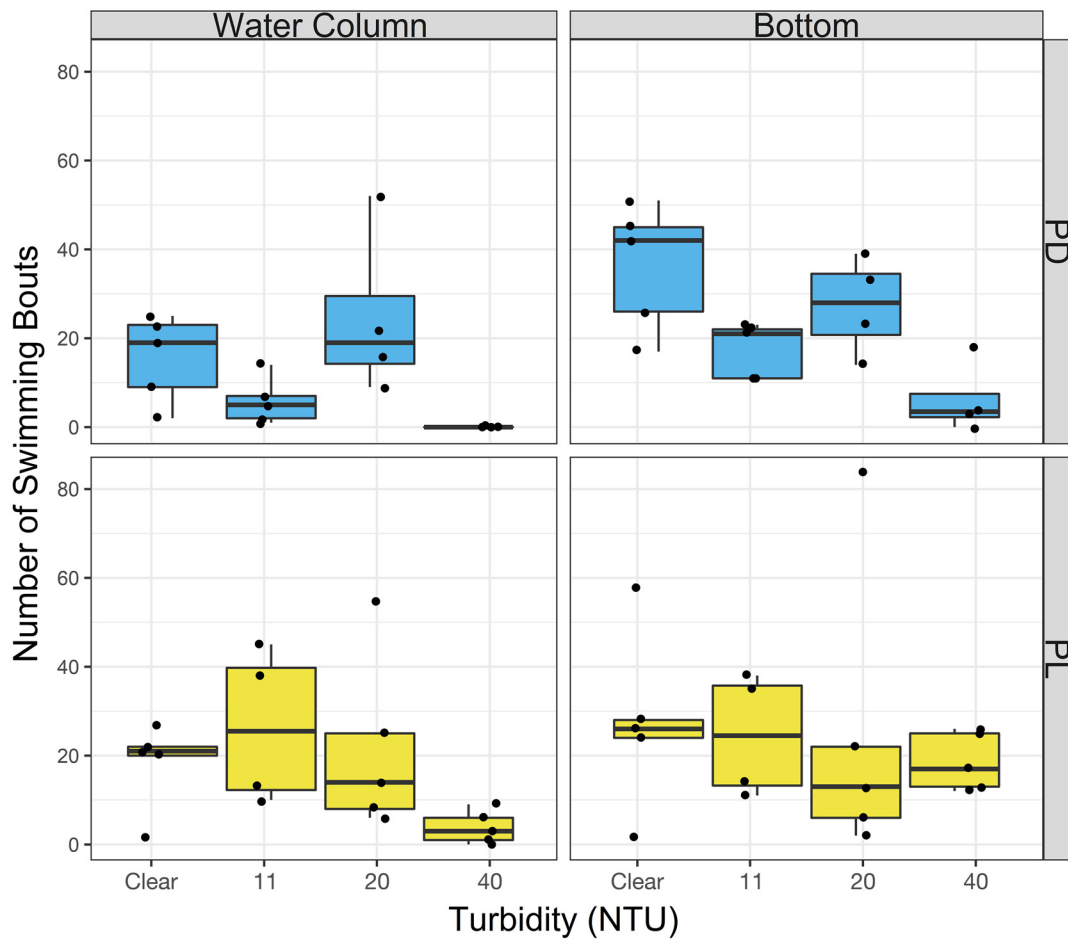 Water Column
Bottom
80
60
40
20
0
PD
80
60
40
20
0
PL
Number of Swimming Bouts
Clear 11 20 40
Clear 11 20 40
Turbidity (NTU)